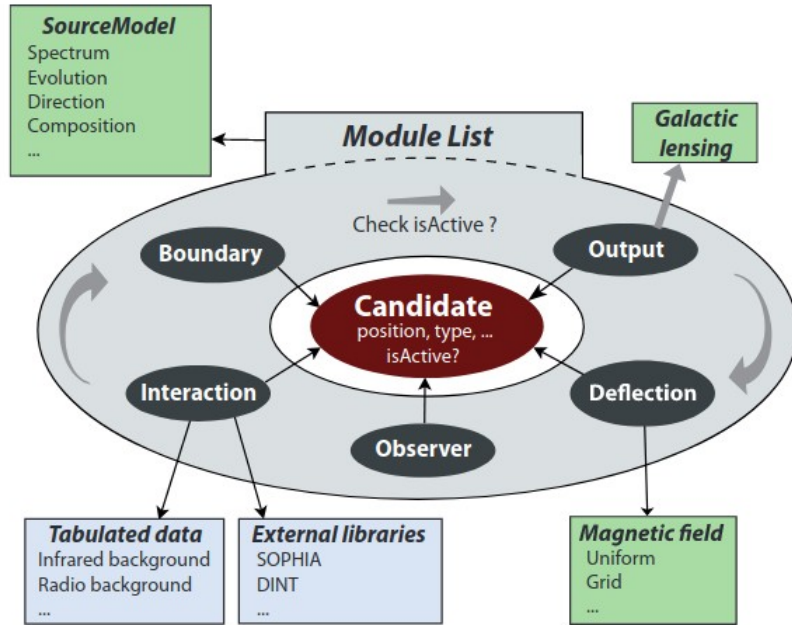 SourceModel
Spectrum
Evolution
Direction
Composition
...
Module List
Galactic
lensing
Check isActive ?
Boundary
Output
Candidate
position, type, ...
isActive?
Interaction
Deflection
Observer
Tabulated data
Infrared background
Radio background
...
External libraries
SOPHIA
DINT
...
Magnetic field
Uniform
Grid
...